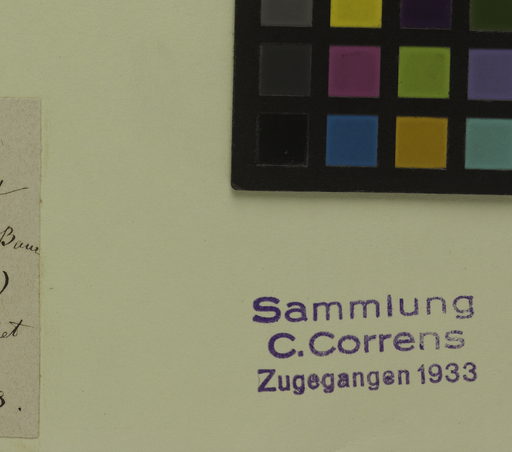 Sammlung
C. Correns
Zugegangen 1933